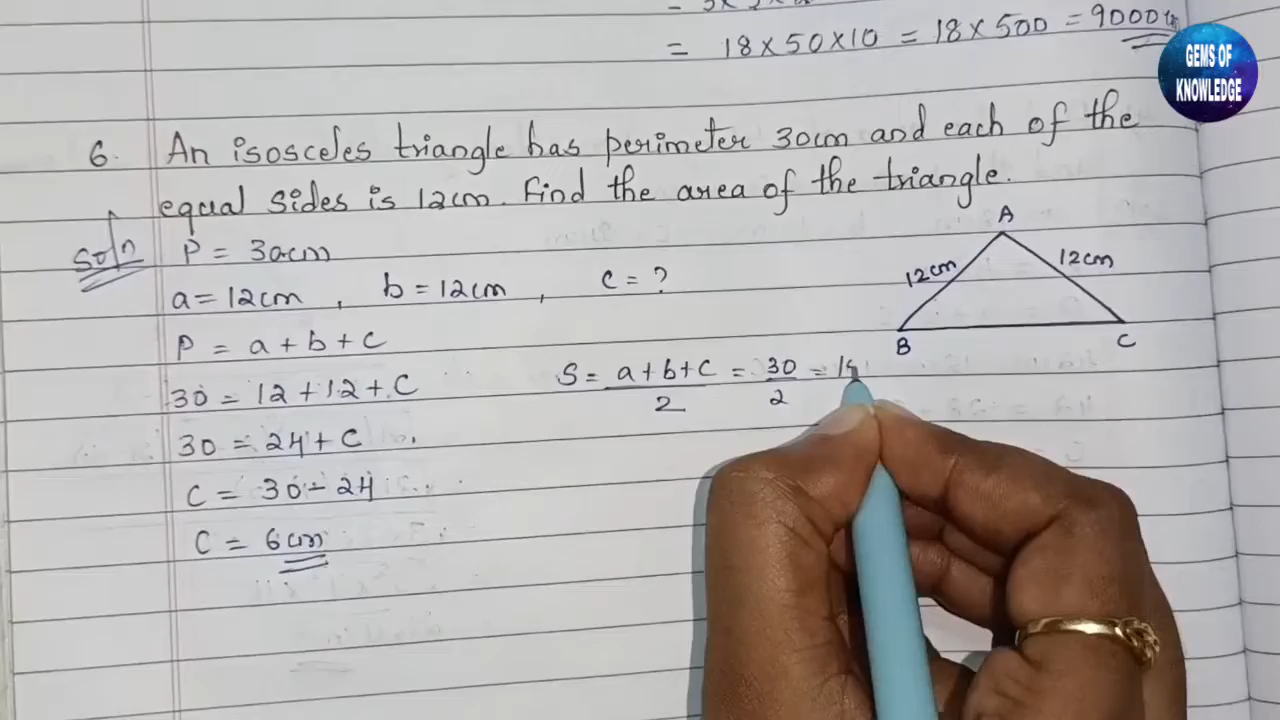 = 18 × 50 × 10 = 18 × 500 = 9000
GEMS OF
KNOWLEDGE
6. An isosceles triangle has perimeter 30cm and each of the
equal sides is 12cm. Find the area of the triangle.
Soln
P = 30cm
a = 12cm , b = 12cm , c = ?
P = a + b + c
30 = 12 + 12 + C
30 = 24 + C
C = 30 - 24
C = 6cm
S = a + b + c / 2 = 30 / 2 =
A
12cm 12cm
B C